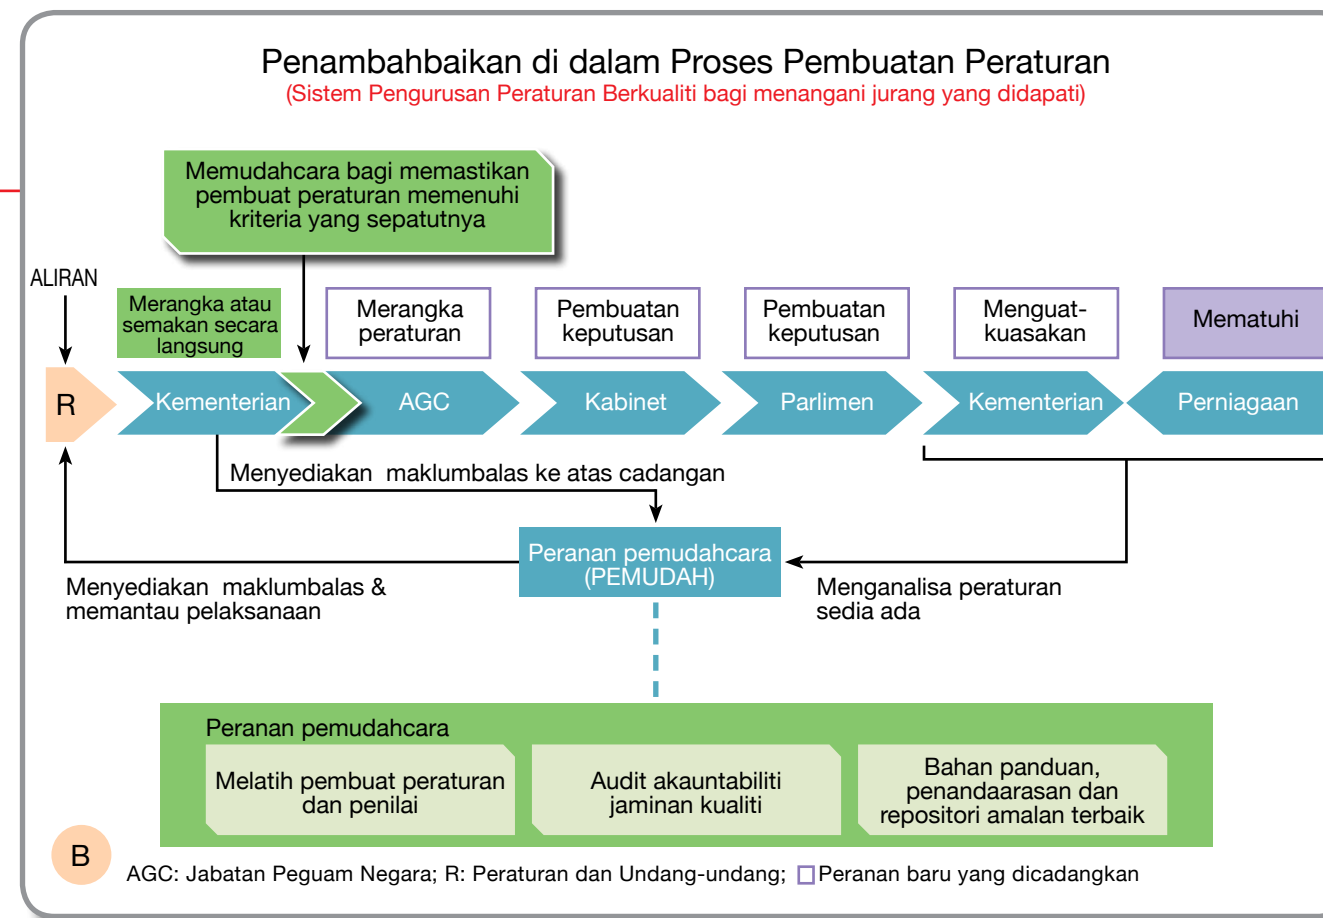 Penambahbaikan di dalam Proses Pembuatan Peraturan
(Sistem Pengurusan Peraturan Berkualiti bagi menangani jurang yang didapati)
Memudahcara bagi memastikan
pembuat peraturan memenuhi
kriteria yang sepatutnya
ALIRAN
Merangka atau
semakan secara
langsung
Merangka
peraturan
Pembuatan
keputusan
Pembuatan
keputusan
Menguat-
kuasakan
Mematuhi
R
Kementerian
AGC
Kabinet
Parlimen
Kementerian
Perniagaan
Menyediakan maklumbalas ke atas cadangan
Peranan pemudahcara
(PEMUDAH)
Menyediakan maklumbalas &
memantau pelaksanaan
Menganalisa peraturan
sedia ada
Peranan pemudahcara
Melatih pembuat peraturan
dan penilai
Audit akauntabiliti
jaminan kualiti
Bahan panduan,
penandaarasan dan
repositori amalan terbaik
B
AGC: Jabatan Peguam Negara; R: Peraturan dan Undang-undang; Peranan baru yang dicadangkan